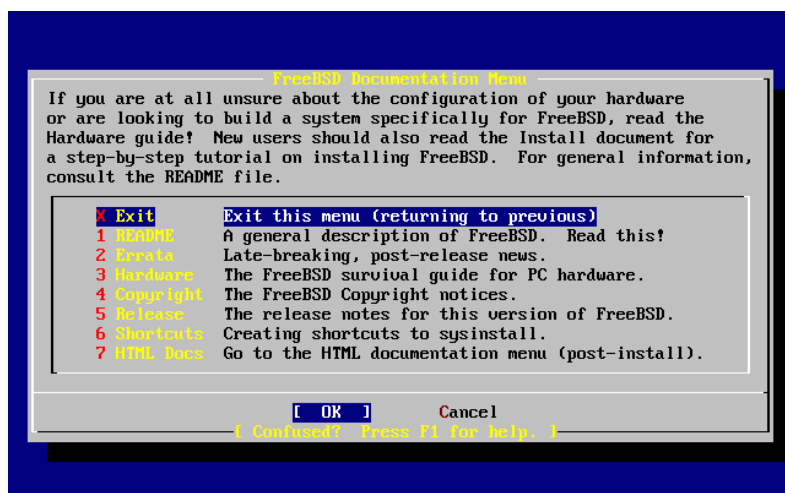 FreeBSD Documentation Menu
If you are at all unsure about the configuration of your hardware
or are looking to build a system specifically for FreeBSD, read the
Hardware guide!  New users should also read the Install document for
a step-by-step tutorial on installing FreeBSD.  For general information,
consult the README file.
X Exit Exit this menu (returning to previous)
1 README A general description of FreeBSD.  Read this!
2 Errata Late-breaking, post-release news.
3 Hardware The FreeBSD survival guide for PC hardware.
4 Copyright The FreeBSD Copyright notices.
5 Release The release notes for this version of FreeBSD.
6 Shortcuts Creating shortcuts to sysinstall.
7 HTML Docs Go to the HTML documentation menu (post-install).
[ OK ] Cancel
[ Confused? Press F1 for help. ]